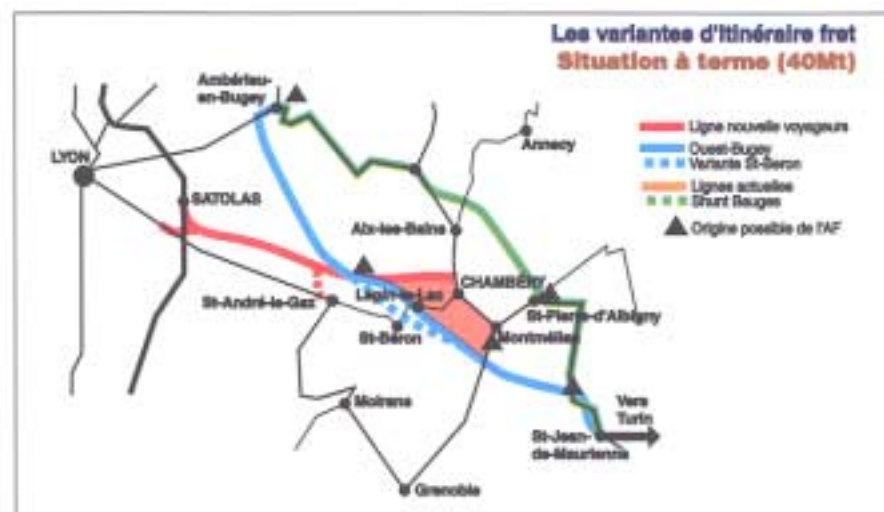 Les variantes d'itinéraire fret
Situation à terme (40Mt)
Ambérieu-
en-Bugey
LYON
SATOLAS
Annecy
Aix-les-Bains
CHAMBERY
St-André-le-Gaz
Lépin-le-Lac
St-Béron
St-Pierre-d'Albigny
Montmélian
Moirans
Grenoble
St-Jean-
de-Maurienne
Vers
Turin
Ligne nouvelle voyageurs
Ouest-Bugey
Variante St-Béron
Lignes actuelles
Shunt Bauges
Origine possible de l'AF